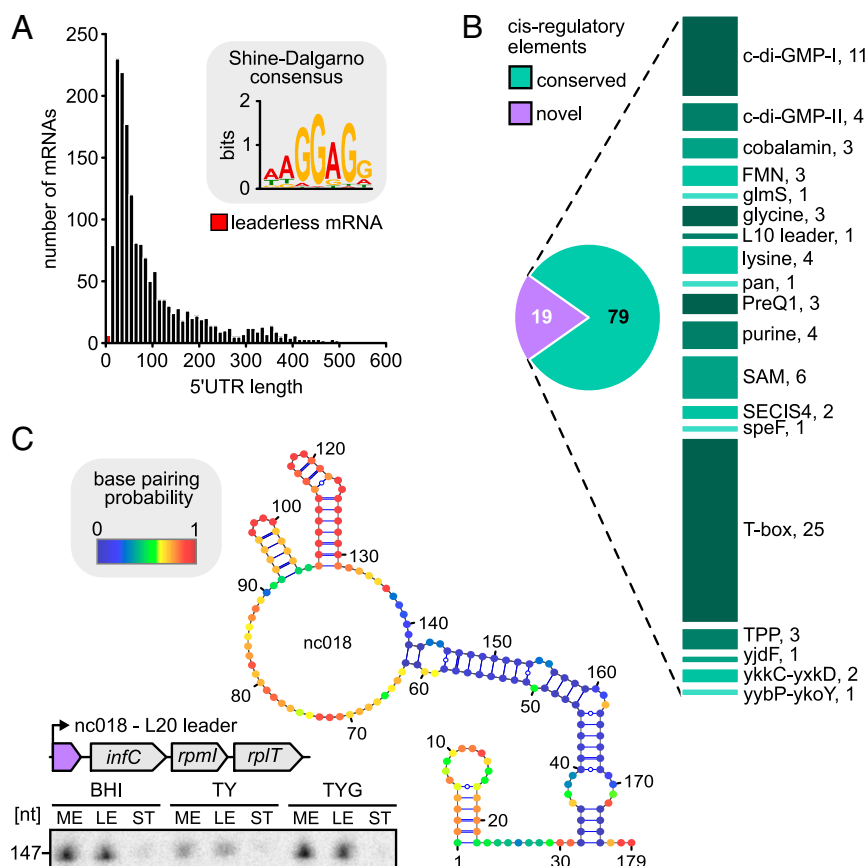 A
number of mRNAs
250
200
150
100
50
0
0
100
200
300
400
500
600
5'UTR length
Shine-Dalgarno
consensus
bits
2
1
0
AAGGAGG
leaderless mRNA
B
cis-regulatory
elements
conserved
novel
19
79
c-di-GMP-I, 11
c-di-GMP-II, 4
cobalamin, 3
FMN, 3
glmS, 1
glycine, 3
L10 leader, 1
lysine, 4
pan, 1
PreQ1, 3
purine, 4
SAM, 6
SECIS4, 2
speF, 1
T-box, 25
TPP, 3
yjdF, 1
ykkC-yxkD, 2
yybP-ykoY, 1
C
base pairing
probability
0 1
nc018
1
10
20
30
40
50
60
70
80
90
100
120
130
140
150
160
170
179
nc018 - L20 leader
infC rpmI rplT
BHI TY TYG
[nt] ME LE ST ME LE ST ME LE ST
147